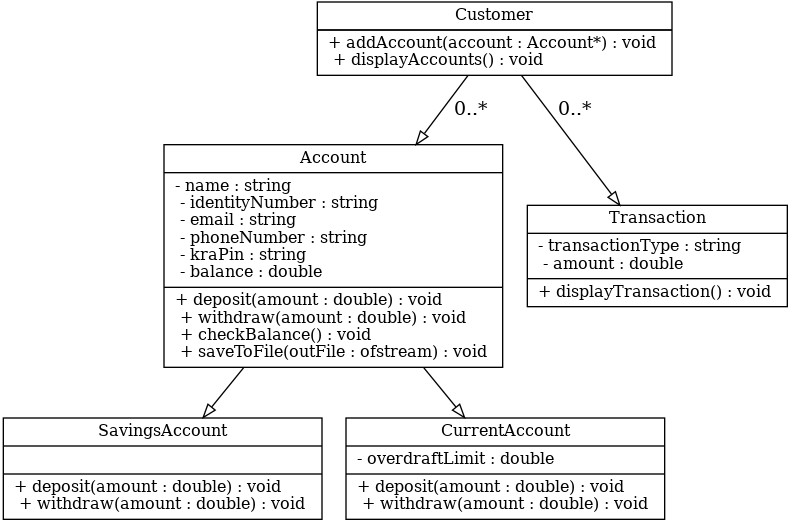 Customer
+ addAccount(account : Account*) : void
+ displayAccounts() : void
0..*
0..*
Account
- name : string
- identityNumber : string
- email : string
- phoneNumber : string
- kraPin : string
- balance : double
+ deposit(amount : double) : void
+ withdraw(amount : double) : void
+ checkBalance() : void
+ saveToFile(outFile : ofstream) : void
Transaction
- transactionType : string
- amount : double
+ displayTransaction() : void
SavingsAccount
+ deposit(amount : double) : void
+ withdraw(amount : double) : void
CurrentAccount
- overdraftLimit : double
+ deposit(amount : double) : void
+ withdraw(amount : double) : void